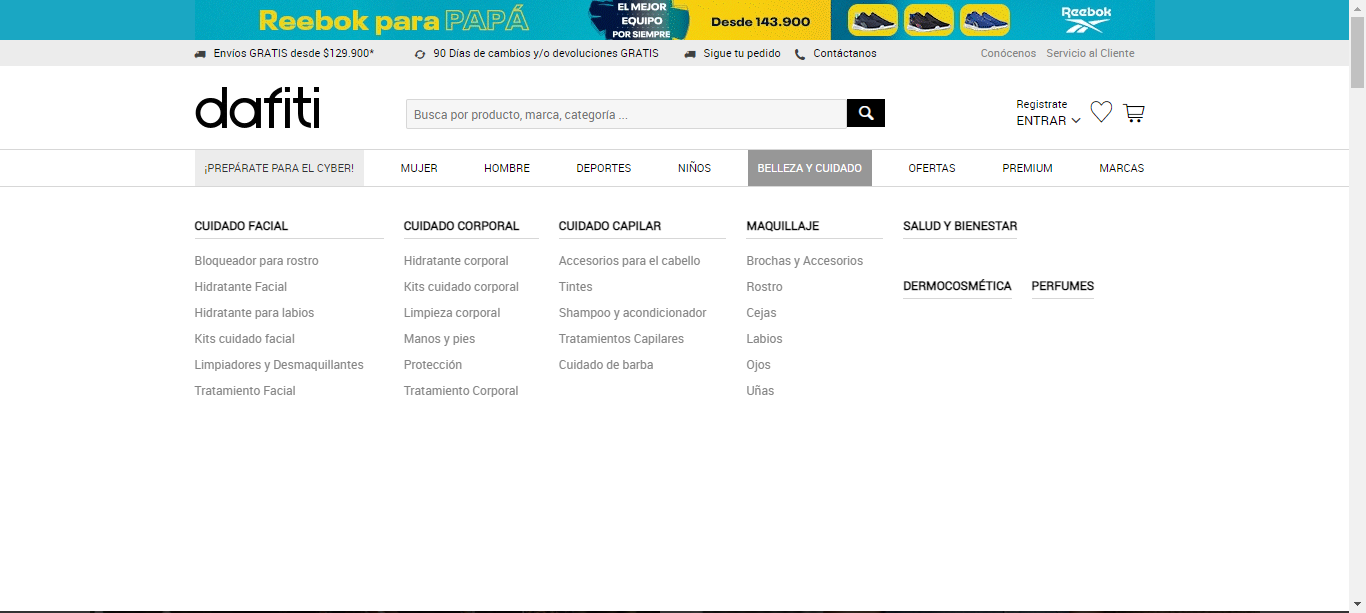 Reebok para PAPÁ
EL MEJOR
EQUIPO
POR SIEMPRE
Desde 143.900
Reebok
Envíos GRATIS desde $129.900*
90 Días de cambios y/o devoluciones GRATIS
Sigue tu pedido
Contáctanos
Conócenos
Servicio al Cliente
dafiti
Busca por producto, marca, categoría ...
Registrate
ENTRAR
¡PREPÁRATE PARA EL CYBER!
MUJER
HOMBRE
DEPORTES
NIÑOS
BELLEZA Y CUIDADO
OFERTAS
PREMIUM
MARCAS
CUIDADO FACIAL
Bloqueador para rostro
Hidratante Facial
Hidratante para labios
Kits cuidado facial
Limpiadores y Desmaquillantes
Tratamiento Facial
CUIDADO CORPORAL
Hidratante corporal
Kits cuidado corporal
Limpieza corporal
Manos y pies
Protección
Tratamiento Corporal
CUIDADO CAPILAR
Accesorios para el cabello
Tintes
Shampoo y acondicionador
Tratamientos Capilares
Cuidado de barba
MAQUILLAJE
Brochas y Accesorios
Rostro
Cejas
Labios
Ojos
Uñas
SALUD Y BIENESTAR
DERMOCOSMÉTICA
PERFUMES